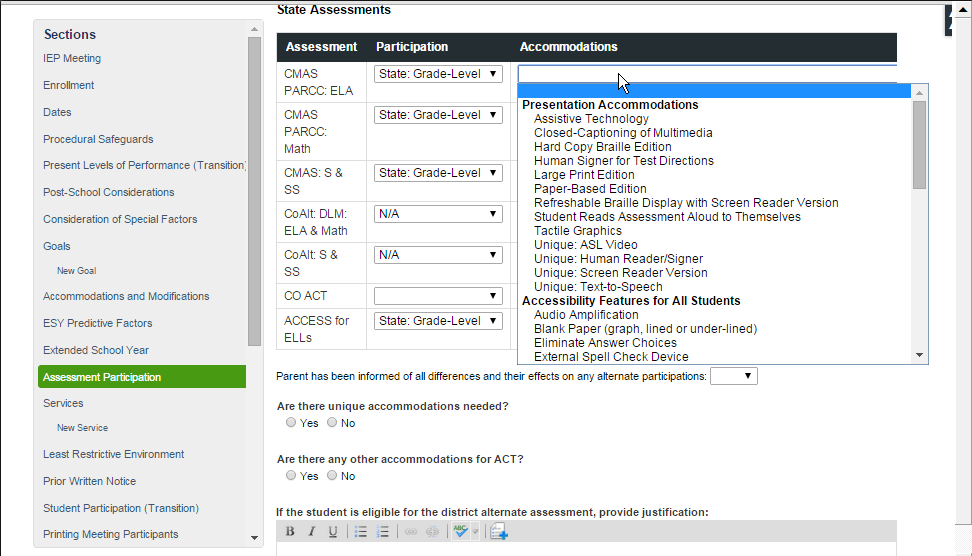 State Assessments
Sections
IEP Meeting
Enrollment
Dates
Procedural Safeguards
Present Levels of Performance (Transition)
Post-School Considerations
Consideration of Special Factors
Goals
New Goal
Accommodations and Modifications
ESY Predictive Factors
Extended School Year
Assessment Participation
Services
New Service
Least Restrictive Environment
Prior Written Notice
Student Participation (Transition)
Printing Meeting Participants
Assessment Participation Accommodations
CMAS State: Grade-Level
PARCC: ELA
CMAS State: Grade-Level
PARCC:
Math
CMAS: S & State: Grade-Level
SS
CoAlt: DLM: N/A
ELA & Math
CoAlt: S & N/A
SS
CO ACT
ACCESS for State: Grade-Level
ELLs
Presentation Accommodations
Assistive Technology
Closed-Captioning of Multimedia
Hard Copy Braille Edition
Human Signer for Test Directions
Large Print Edition
Paper-Based Edition
Refreshable Braille Display with Screen Reader Version
Student Reads Assessment Aloud to Themselves
Tactile Graphics
Unique: ASL Video
Unique: Human Reader/Signer
Unique: Screen Reader Version
Unique: Text-to-Speech
Accessibility Features for All Students
Audio Amplification
Blank Paper (graph, lined or under-lined)
Eliminate Answer Choices
External Spell Check Device
Parent has been informed of all differences and their effects on any alternate participations:
Are there unique accommodations needed?
Yes No
Are there any other accommodations for ACT?
Yes No
If the student is eligible for the district alternate assessment, provide justification:
B I U ABC